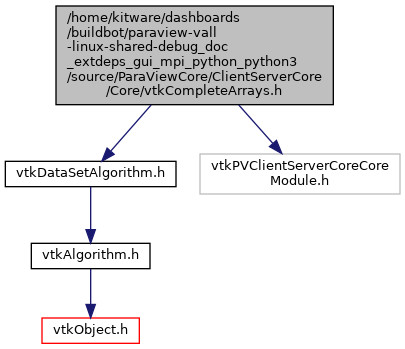 /home/kitware/dashboards
/buildbot/paraview-vall
-linux-shared-debug_doc
_extdeps_gui_mpi_python_python3
/source/ParaViewCore/ClientServerCore
/Core/vtkCompleteArrays.h
vtkDataSetAlgorithm.h
vtkPVClientServerCoreCore
Module.h
vtkAlgorithm.h
vtkObject.h